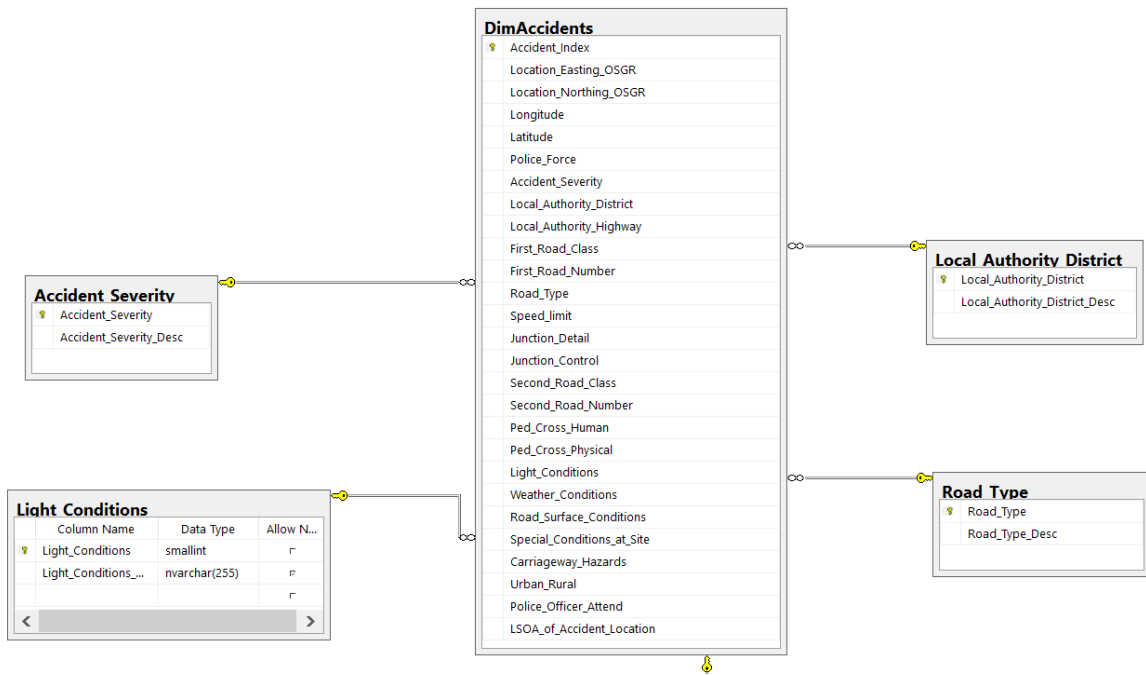 DimAccidents
Accident_Index
Location_Easting_OSGR
Location_Northing_OSGR
Longitude
Latitude
Police_Force
Accident_Severity
Local_Authority_District
Local_Authority_Highway
First_Road_Class
First_Road_Number
Road_Type
Speed_limit
Junction_Detail
Junction_Control
Second_Road_Class
Second_Road_Number
Ped_Cross_Human
Ped_Cross_Physical
Light_Conditions
Weather_Conditions
Road_Surface_Conditions
Special_Conditions_at_Site
Carriageway_Hazards
Urban_Rural
Police_Officer_Attend
LSOA_of_Accident_Location
Accident Severity
Accident_Severity
Accident_Severity_Desc
Local Authority District
Local_Authority_District
Local_Authority_District_Desc
Light Conditions
Column Name Data Type Allow N...
Light_Conditions smallint
Light_Conditions_... nvarchar(255)
Road Type
Road_Type
Road_Type_Desc